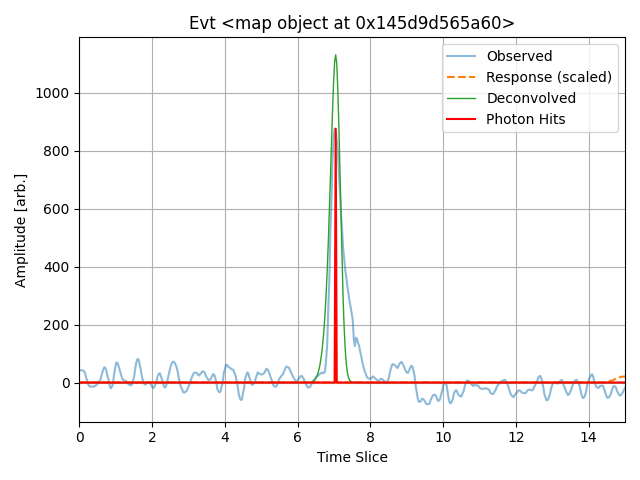 Evt <map object at 0x145d9d565a60>
Observed
Response (scaled)
Deconvolved
Photon Hits
Amplitude [arb.]
1000
800
600
400
200
0
0 2 4 6 8 10 12 14
Time Slice